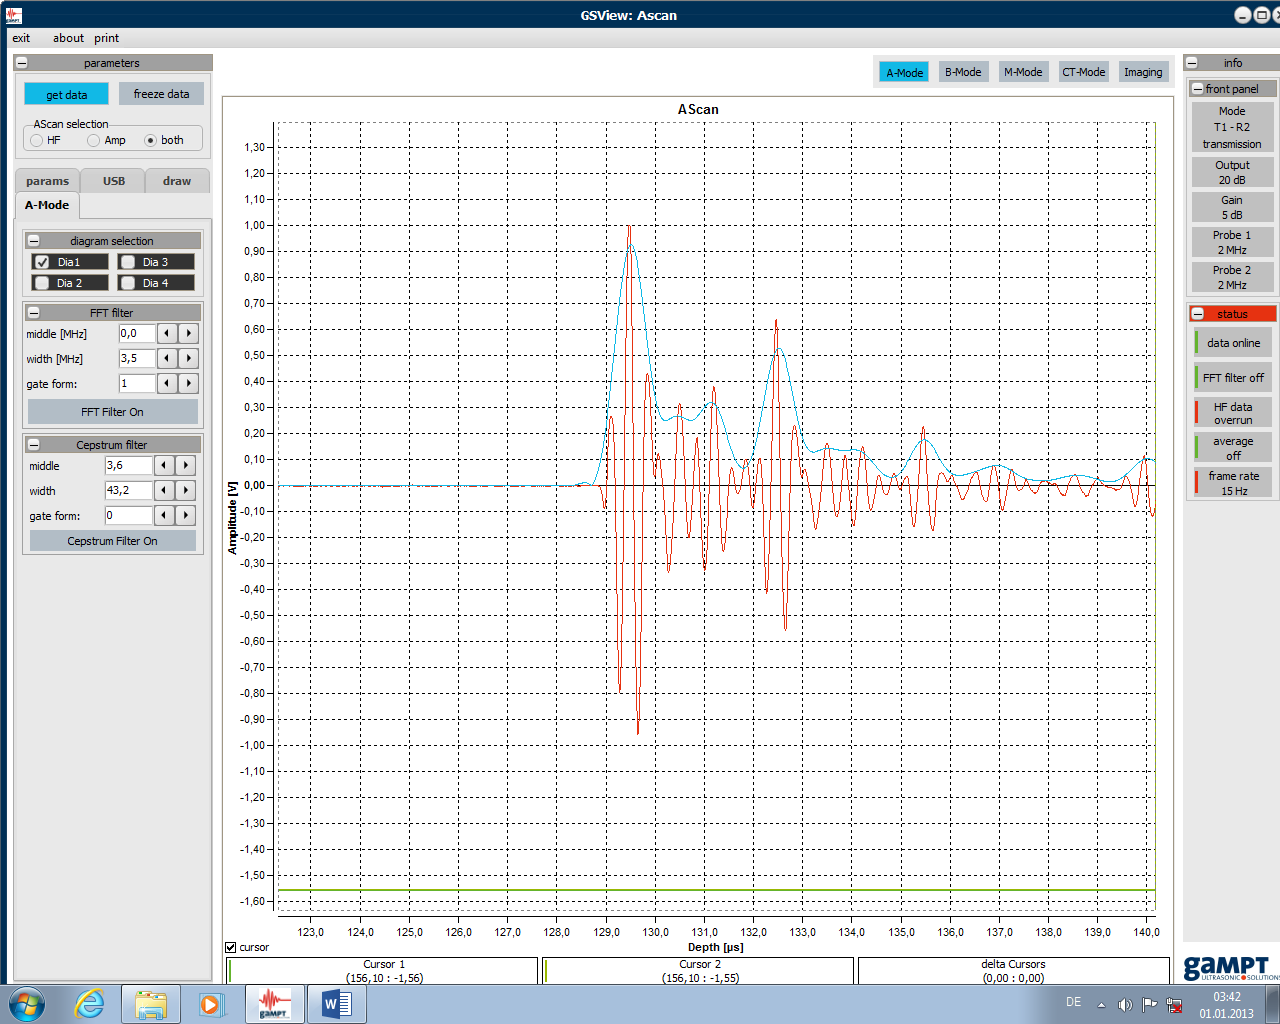 GSView: Ascan
exit about print
parameters
get data freeze data
AScan selection
HF Amp both
params USB draw
A-Mode
diagram selection
Dia1 Dia 3
Dia 2 Dia 4
FFT filter
middle [MHz] 0,0
width [MHz] 3,5
gate form: 1
FFT Filter On
Cepstrum filter
middle 3,6
width 43,2
gate form: 0
Cepstrum Filter On
A-Mode B-Mode M-Mode CT-Mode Imaging
AScan
1,30
1,20
1,10
1,00
0,90
0,80
0,70
0,60
0,50
0,40
0,30
0,20
0,10
0,00
-0,10
-0,20
-0,30
-0,40
-0,50
-0,60
-0,70
-0,80
-0,90
-1,00
-1,10
-1,20
-1,30
-1,40
-1,50
-1,60
Amplitude [V]
123,0 124,0 125,0 126,0 127,0 128,0 129,0 130,0 131,0 132,0 133,0 134,0 135,0 136,0 137,0 138,0 139,0 140,0
Depth [µs]
cursor
Cursor 1
(156,10 : -1,56)
Cursor 2
(156,10 : -1,55)
delta Cursors
(0,00 : 0,00)
info
front panel
Mode
T1 - R2
transmission
Output
20 dB
Gain
5 dB
Probe 1
2 MHz
Probe 2
2 MHz
status
data online
FFT filter off
HF data
overrun
average
off
frame rate
15 Hz
gAMPT
ULTRASONIC SOLUTIONS
gAMPT
DE
03:42
01.01.2013